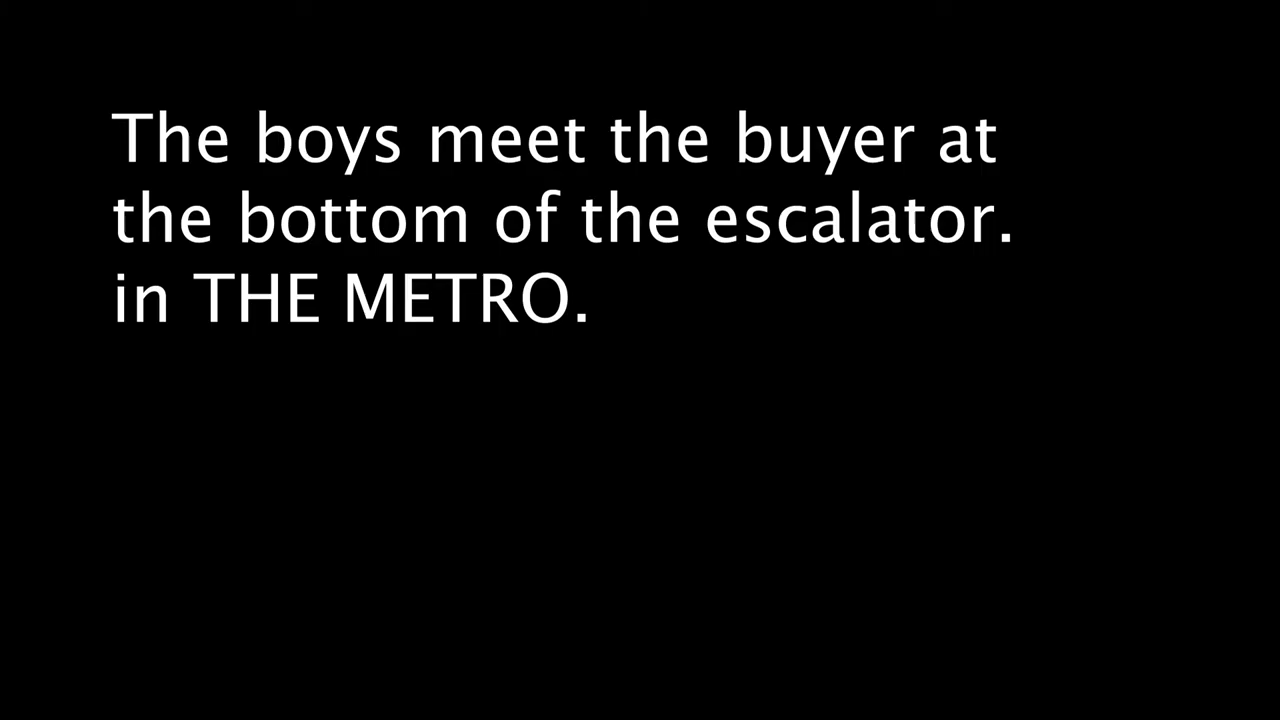 The boys meet the buyer at
the bottom of the escalator.
in THE METRO.